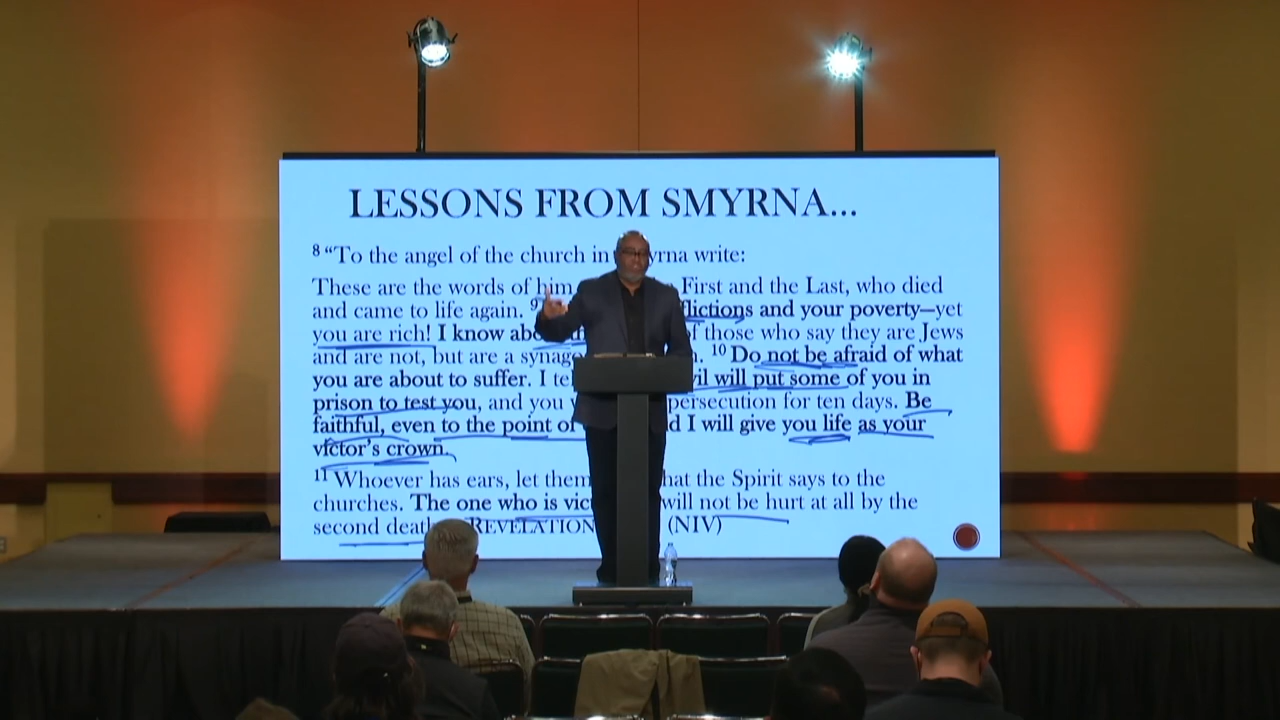 LESSONS FROM SMYRNA...
8 “To the angel of the church in yrna write:
These are the words of him First and the Last, who died
and came to life again. 9 flictions and your poverty—yet
you are rich! I know abo of those who say they are Jews
and are not, but are a synago 10 Do not be afraid of what
you are about to suffer. I te vil will put some of you in
prison to test you, and you persecution for ten days. Be
faithful, even to the point of d I will give you life as your
victor’s crown.
11 Whoever has ears, let them hat the Spirit says to the
churches. The one who is vic will not be hurt at all by the
second deat REVELATION (NIV)